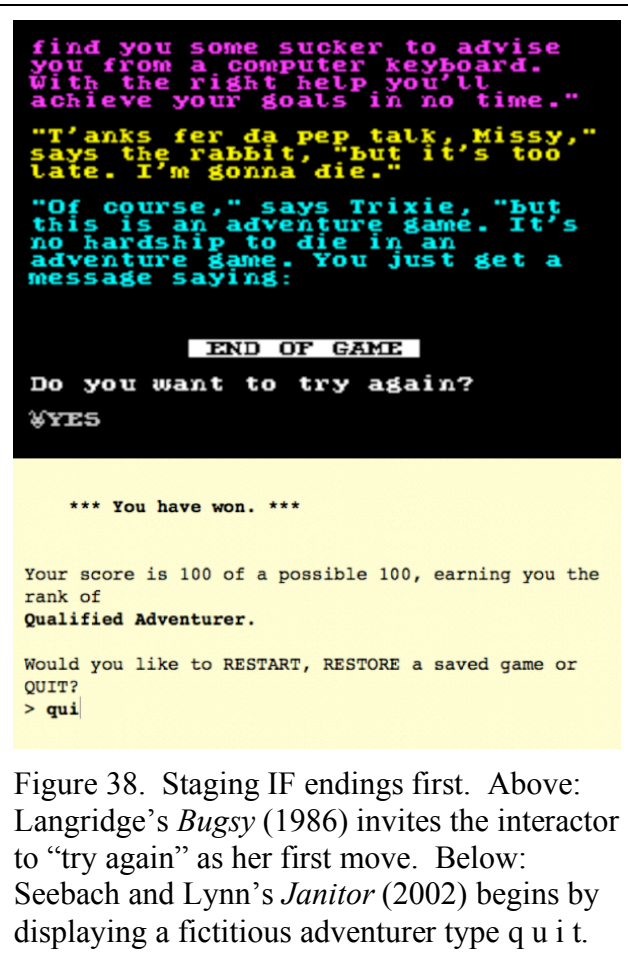 find you some sucker to advise
you from a computer keyboard.
With the right help you'll
achieve your goals in no time."
"T'anks fer da pep talk, Missy,"
says the rabbit, "but it's too
late. I'm gonna die."
"Of course," says Trixie, "but
this is an adventure game. It's
no hardship to die in an
adventure game. You just get a
message saying:
END OF GAME
Do you want to try again?
YES
*** You have won. ***
Your score is 100 of a possible 100, earning you the
rank of
Qualified Adventurer.
Would you like to RESTART, RESTORE a saved game or
QUIT?
> qui
Figure 38. Staging IF endings first. Above:
Langridge's Bugsy (1986) invites the interactor
to “try again” as her first move. Below:
Seebach and Lynn's Janitor (2002) begins by
displaying a fictitious adventurer type q u i t.